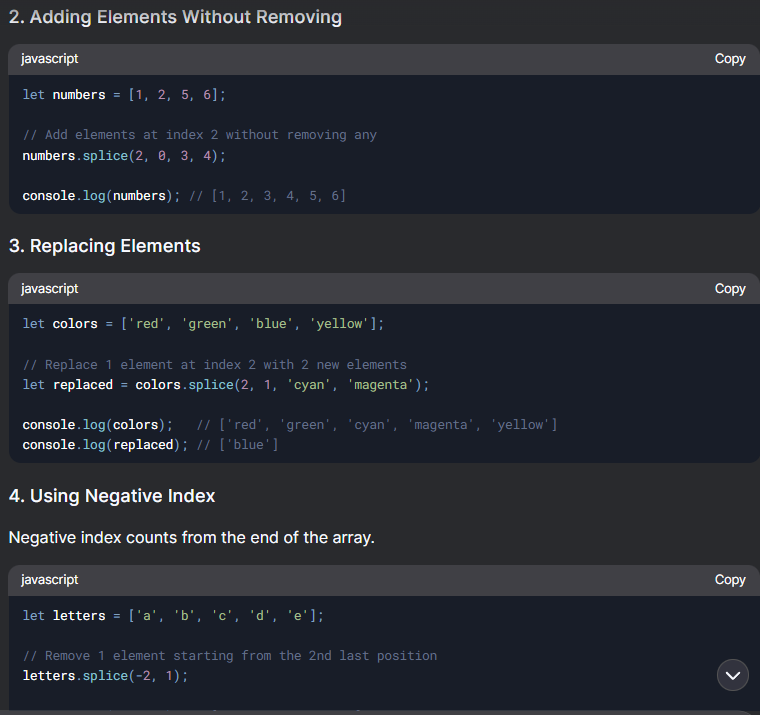 2. Adding Elements Without Removing
javascript Copy
let numbers = [1, 2, 5, 6];
// Add elements at index 2 without removing any
numbers.splice(2, 0, 3, 4);
console.log(numbers); // [1, 2, 3, 4, 5, 6]
3. Replacing Elements
javascript Copy
let colors = ['red', 'green', 'blue', 'yellow'];
// Replace 1 element at index 2 with 2 new elements
let replaced = colors.splice(2, 1, 'cyan', 'magenta');
console.log(colors);   // ['red', 'green', 'cyan', 'magenta', 'yellow']
console.log(replaced); // ['blue']
4. Using Negative Index
Negative index counts from the end of the array.
javascript Copy
let letters = ['a', 'b', 'c', 'd', 'e'];
// Remove 1 element starting from the 2nd last position
letters.splice(-2, 1);